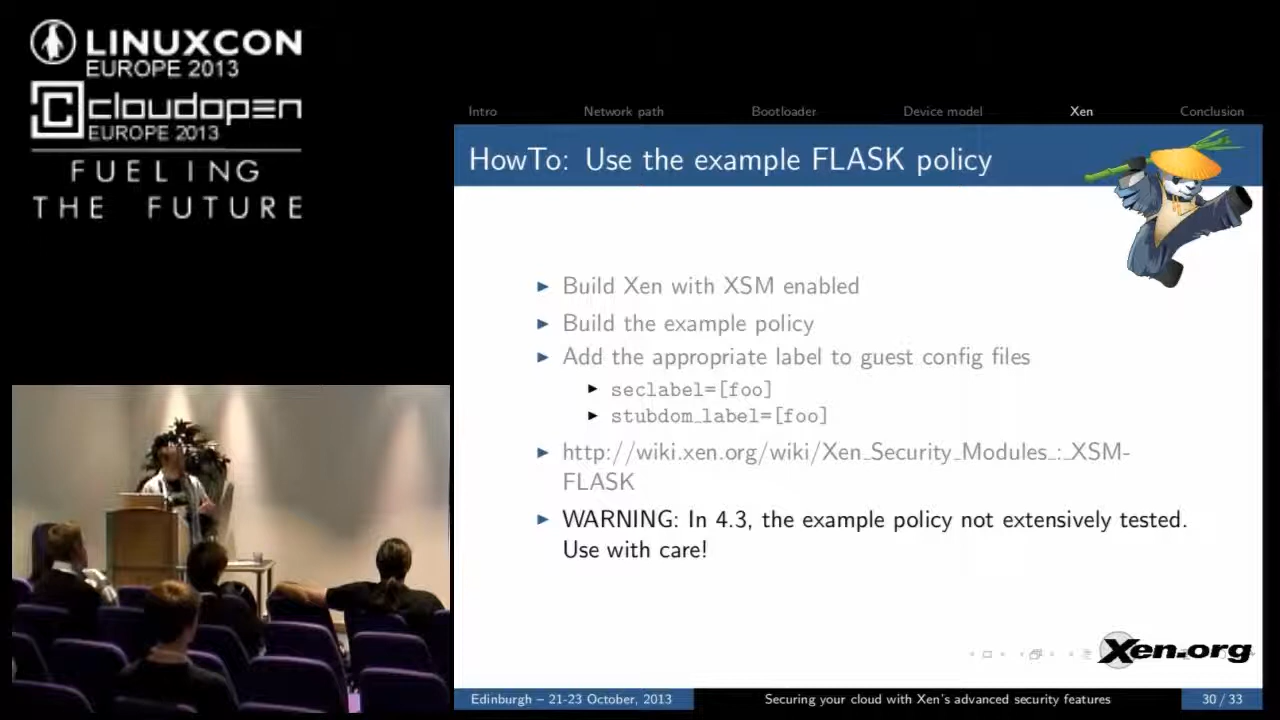 LINUXCON
EUROPE 2013
cloudopen
EUROPE 2013
FUELING
THE FUTURE
Intro Network path Bootloader Device model Xen Conclusion
HowTo: Use the example FLASK policy
Build Xen with XSM enabled
Build the example policy
Add the appropriate label to guest config files
seclabel=[foo]
stubdom_label=[foo]
http://wiki.xen.org/wiki/Xen_Security_Modules_:_XSM-
FLASK
WARNING: In 4.3, the example policy not extensively tested.
Use with care!
Xen.org
Edinburgh – 21-23 October, 2013 Securing your cloud with Xen's advanced security features 30 / 33